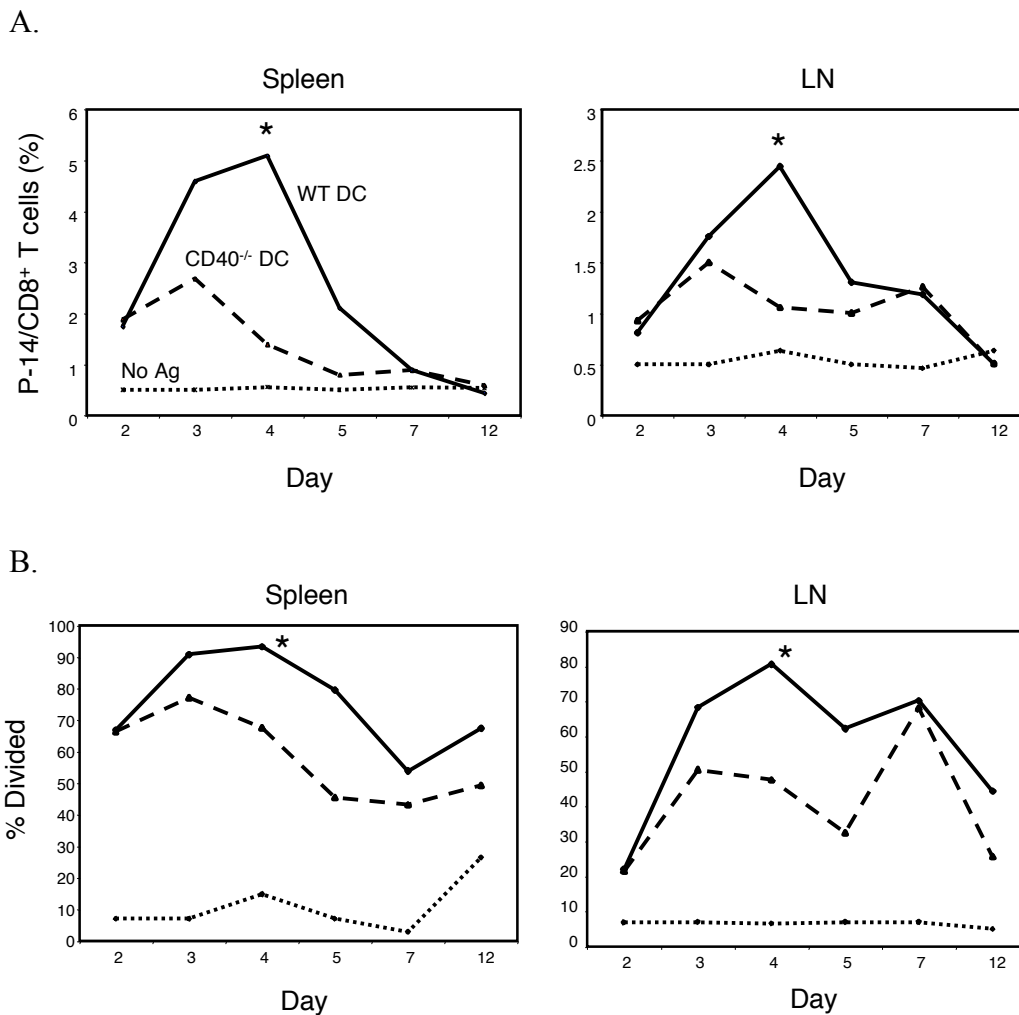 A.
Spleen
P-14/CD8⁺ T cells (%)
6
5
4
3
2
1
0
*
WT DC
CD40⁻/⁻ DC
No Ag
2 3 4 5 7 12
Day
LN
3
2.5
2
1.5
1
0.5
0
*
2 3 4 5 7 12
Day
B.
Spleen
% Divided
100
90
80
70
60
50
40
30
20
10
0
*
2 3 4 5 7 12
Day
LN
90
80
70
60
50
40
30
20
10
0
*
2 3 4 5 7 12
Day